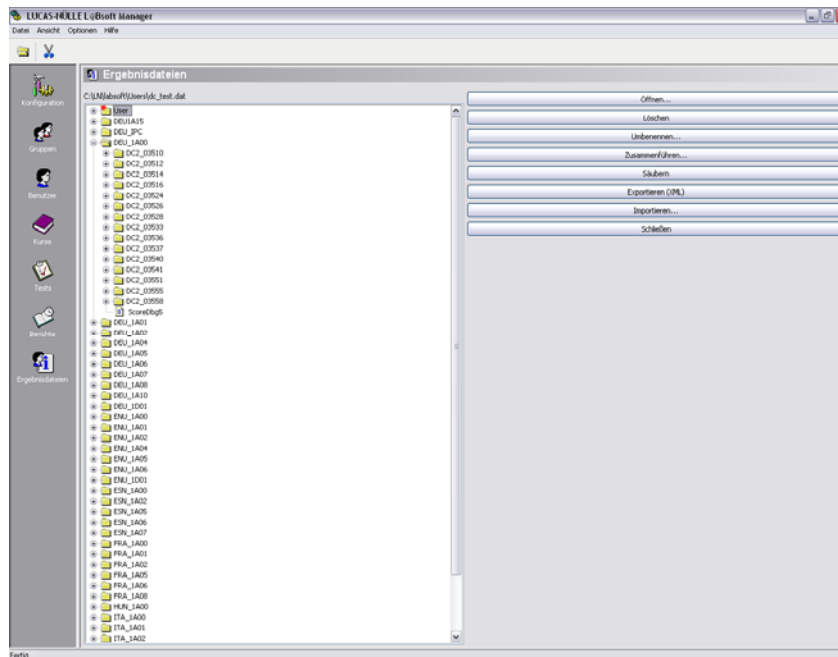 LUCAS-NÜLLE L@Bsoft Manager
Datei Ansicht Optionen Hilfe
Konfiguration
Gruppen
Benutzer
Kurse
Tests
Berichte
Ergebnisdateien
Ergebnisdateien
C:\LN\labsoft\Users\dc_test.dat
User
DEU1A15
DEU_IPC
DEU_1A00
DC2_03510
DC2_03512
DC2_03514
DC2_03516
DC2_03524
DC2_03526
DC2_03528
DC2_03533
DC2_03536
DC2_03537
DC2_03540
DC2_03541
DC2_03551
DC2_03555
DC2_03558
ScoreDbgS
DEU_1A01
DEU_1A02
DEU_1A04
DEU_1A05
DEU_1A06
DEU_1A07
DEU_1A08
DEU_1A10
DEU_1D01
ENU_1A00
ENU_1A01
ENU_1A02
ENU_1A04
ENU_1A05
ENU_1A06
ENU_1D01
ESN_1A00
ESN_1A02
ESN_1A05
ESN_1A06
ESN_1A07
FRA_1A00
FRA_1A01
FRA_1A02
FRA_1A05
FRA_1A06
FRA_1A08
HUN_1A00
ITA_1A00
ITA_1A01
ITA_1A02
Öffnen...
Löschen
Umbenennen...
Zusammenführen...
Säubern
Exportieren (XML)
Importieren...
Schließen
Fertig